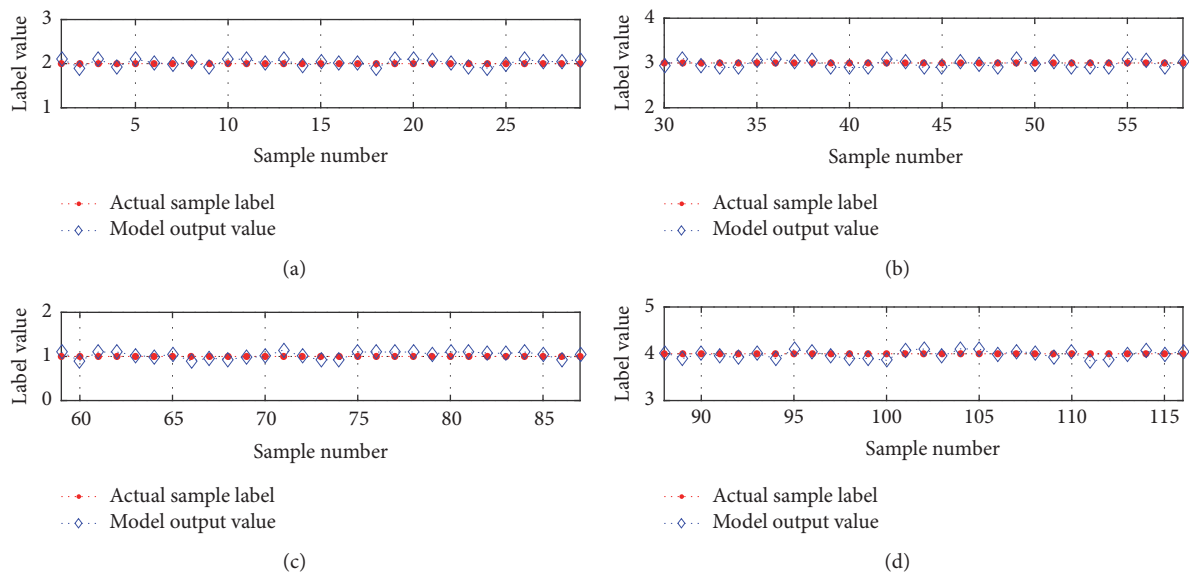 3
2
1
Label value
5
10
15
20
25
Sample number
Actual sample label
Model output value
(a)
4
3
2
Label value
30
35
40
45
50
55
Sample number
Actual sample label
Model output value
(b)
2
1
0
Label value
60
65
70
75
80
85
Sample number
Actual sample label
Model output value
(c)
5
4
3
Label value
90
95
100
105
110
115
Sample number
Actual sample label
Model output value
(d)